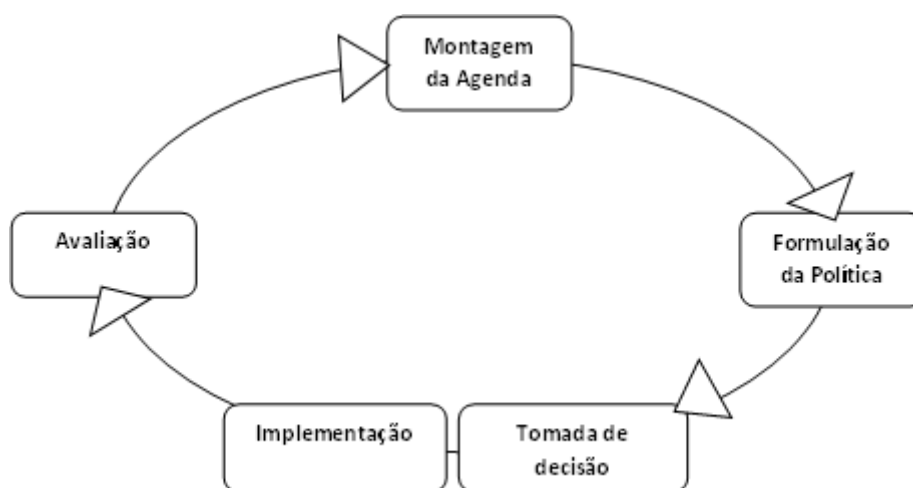 Montagem
da Agenda
Avaliação
Formulação
da Política
Implementação
Tomada de
decisão